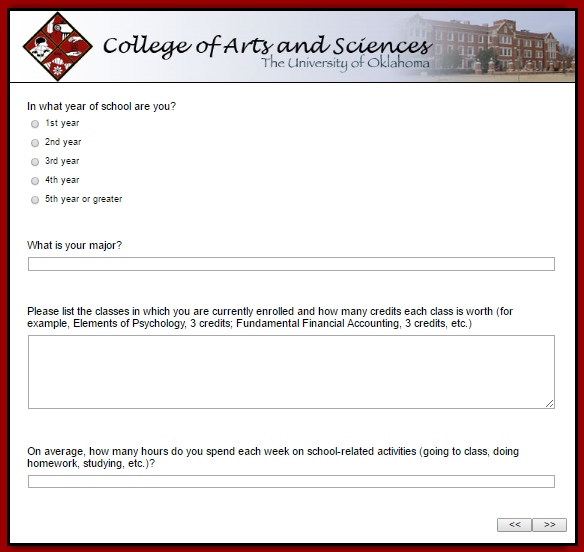 College of Arts and Sciences
The University of Oklahoma
In what year of school are you?
1st year
2nd year
3rd year
4th year
5th year or greater
What is your major?
Please list the classes in which you are currently enrolled and how many credits each class is worth (for
example, Elements of Psychology, 3 credits; Fundamental Financial Accounting, 3 credits, etc.)
On average, how many hours do you spend each week on school-related activities (going to class, doing
homework, studying, etc.)?
<< >>